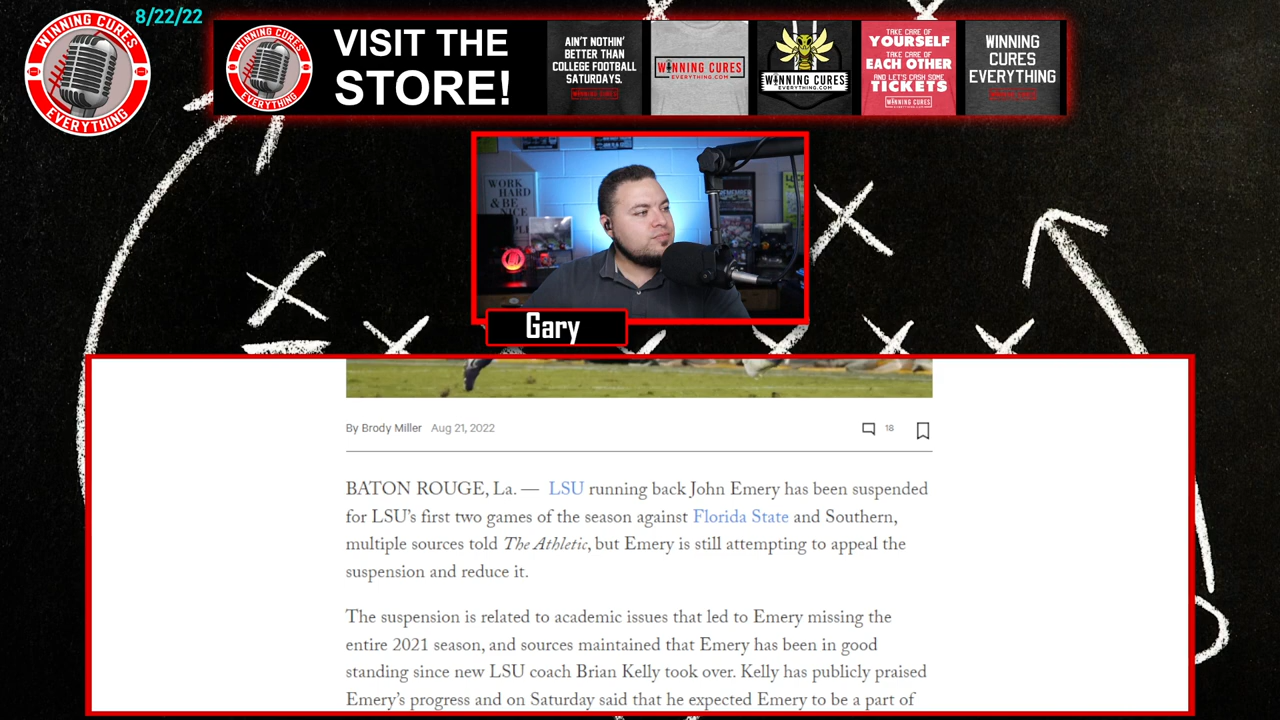 8/22/22
WINNING CURES
EVERYTHING
WINNING CURES
EVERYTHING
VISIT THE
STORE!
AIN'T NOTHIN'
BETTER THAN
COLLEGE FOOTBALL
SATURDAYS.
WINNING CURES
WINNING CURES
EVERYTHING.COM
WINNING CURES
EVERYTHING.COM
TAKE CARE OF
YOURSELF
TAKE CARE OF
EACH OTHER
AND LET'S CASH SOME
TICKETS
WINNING CURES
WINNING
CURES
EVERYTHING
WORK
HARD
& BE
NICE
Gary
By Brody Miller Aug 21, 2022
18
BATON ROUGE, La. — LSU running back John Emery has been suspended
for LSU's first two games of the season against Florida State and Southern,
multiple sources told The Athletic, but Emery is still attempting to appeal the
suspension and reduce it.
The suspension is related to academic issues that led to Emery missing the
entire 2021 season, and sources maintained that Emery has been in good
standing since new LSU coach Brian Kelly took over. Kelly has publicly praised
Emery's progress and on Saturday said that he expected Emery to be a part of